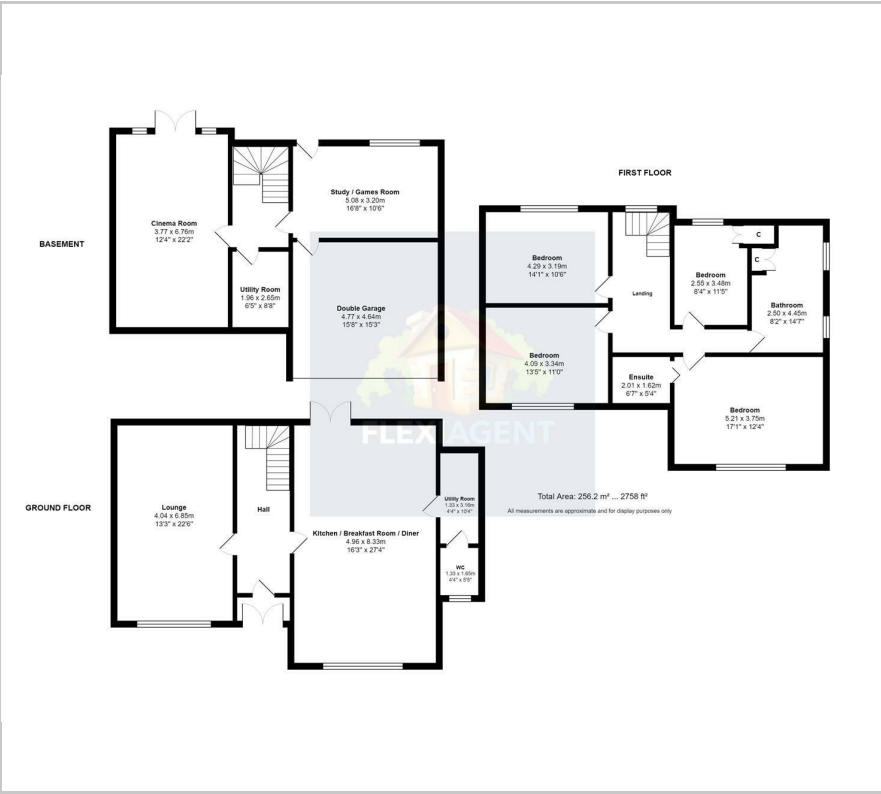 BASEMENT
Cinema Room
3.77 x 6.76m
12'4" x 22'2"
Study / Games Room
5.08 x 3.20m
16'8" x 10'6"
Utility Room
1.96 x 2.65m
6'5" x 8'8"
Double Garage
4.77 x 4.64m
15'8" x 15'3"
FIRST FLOOR
Bedroom
4.29 x 3.19m
14'1" x 10'6"
Landing
C
C
Bedroom
2.55 x 3.48m
8'4" x 11'5"
Bathroom
2.50 x 4.45m
8'2" x 14'7"
Bedroom
4.09 x 3.34m
13'5" x 11'0"
Ensuite
2.01 x 1.62m
6'7" x 5'4"
Bedroom
5.21 x 3.75m
17'1" x 12'4"
FLEX AGENT
GROUND FLOOR
Lounge
4.04 x 6.85m
13'3" x 22'6"
Hall
Kitchen / Breakfast Room / Diner
4.96 x 8.33m
16'3" x 27'4"
Utility Room
1.33 x 3.16m
4'4" x 10'4"
WC
1.33 x 1.65m
4'4" x 5'5"
Total Area: 256.2 m² ... 2758 ft²
All measurements are approximate and for display purposes only